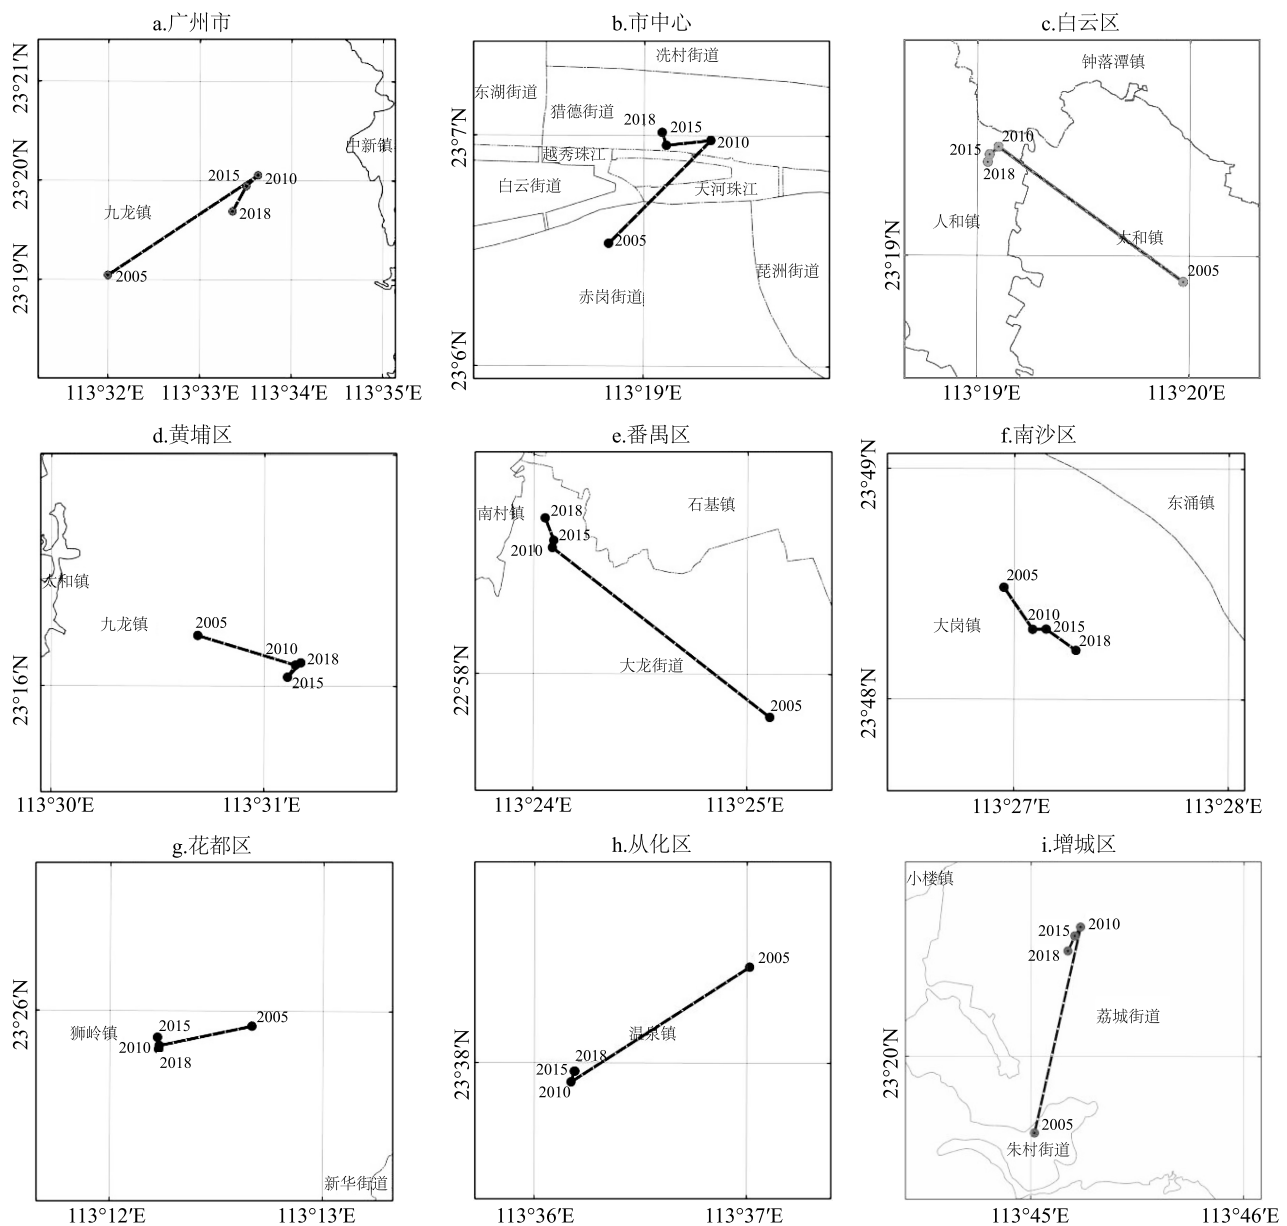 a.广州市
23°21′N
23°20′N
23°19′N
中新镇
2015
2010
九龙镇
2018
2005
113°32′E
113°33′E
113°34′E
113°35′E
b.市中心
23°7′N
23°6′N
冼村街道
东湖街道
猎德街道
2018
2015
2010
越秀珠江
白云街道
天河珠江
2005
琵洲街道
赤岗街道
113°19′E
c.白云区
23°19′N
钟落潭镇
2010
2015
2018
人和镇
太和镇
2005
113°19′E
113°20′E
d.黄埔区
23°16′N
太和镇
九龙镇
2005
2010
2018
2015
113°30′E
113°31′E
e.番禺区
22°58′N
南村镇
石基镇
2018
2015
2010
大龙街道
2005
113°24′E
113°25′E
f.南沙区
23°49′N
23°48′N
东涌镇
2005
大岗镇
2010
2015
2018
113°27′E
113°28′E
g.花都区
23°26′N
狮岭镇
2015
2005
2010
2018
新华街道
113°12′E
113°13′E
h.从化区
23°38′N
2005
温泉镇
2018
2015
2010
113°36′E
113°37′E
i.增城区
23°20′N
小楼镇
2010
2015
2018
荔城街道
2005
朱村街道
113°45′E
113°46′E